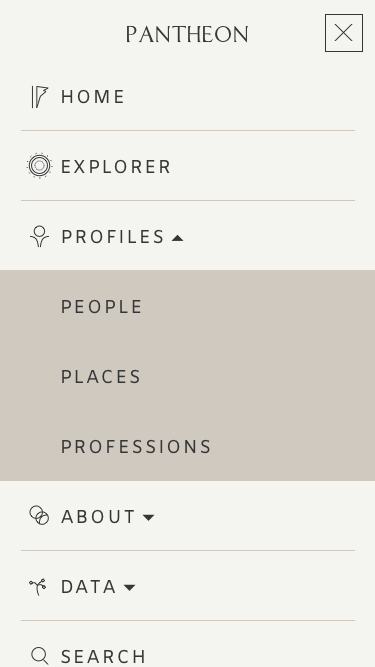 PANTHEON
HOME
EXPLORER
PROFILES
PEOPLE
PLACES
PROFESSIONS
ABOUT
DATA
SEARCH